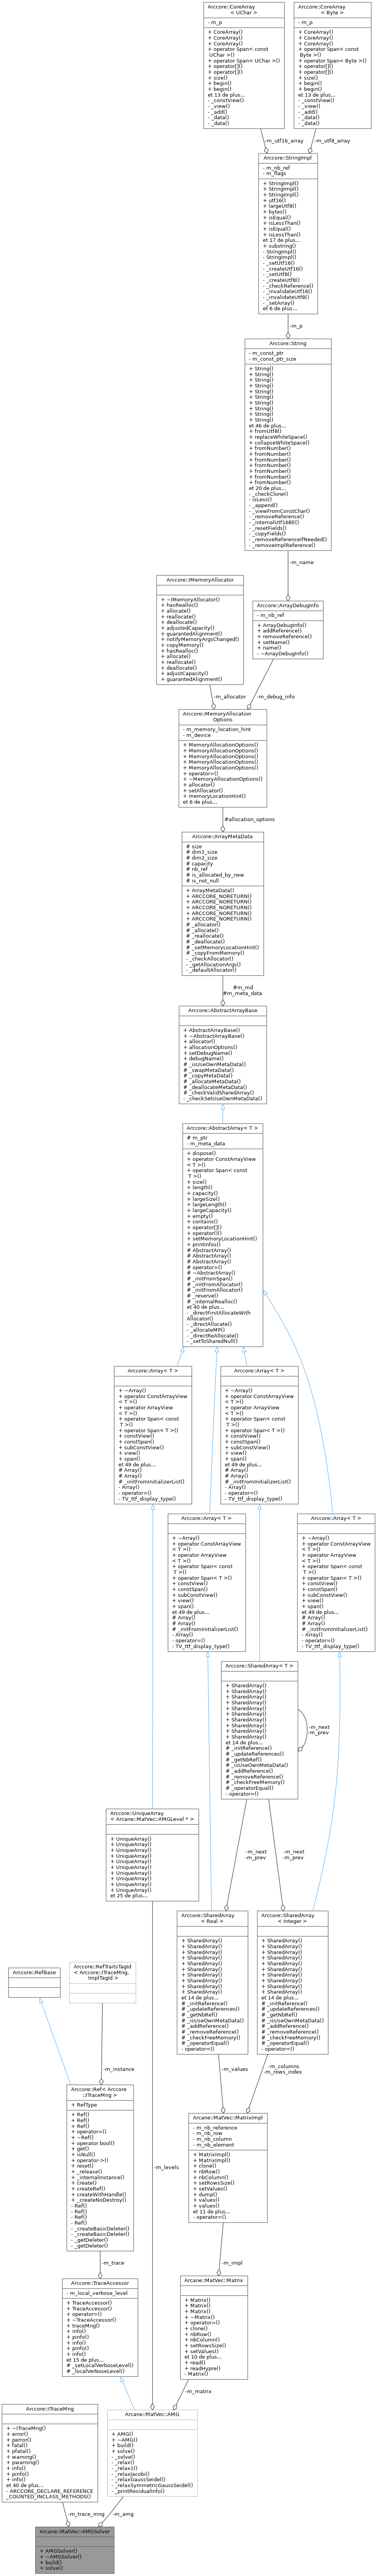 Arccore::CoreArray
< UChar >
- m_p
+ CoreArray()
+ CoreArray()
+ CoreArray()
+ operator Span< const
UChar >()
+ operator Span< UChar >()
+ operator[]()
+ operator[]()
+ size()
+ begin()
+ begin()
et 13 de plus...
- _constView()
- _view()
- _add()
- _data()
- _data()
Arccore::CoreArray
< Byte >
- m_p
+ CoreArray()
+ CoreArray()
+ CoreArray()
+ operator Span< const
Byte >()
+ operator Span< Byte >()
+ operator[]()
+ operator[]()
+ size()
+ begin()
+ begin()
et 13 de plus...
- _constView()
- _view()
- _add()
- _data()
- _data()
-m_utf16_array
-m_utf8_array
Arccore::StringImpl
- m_nb_ref
- m_flags
+ StringImpl()
+ StringImpl()
+ StringImpl()
+ utf16()
+ largeUtf8()
+ bytes()
+ isEqual()
+ isLessThan()
+ isEqual()
+ isLessThan()
et 17 de plus...
+ substring()
- StringImpl()
- StringImpl()
- _setUtf16()
- _createUtf16()
- _setUtf8()
- _createUtf8()
- _checkReference()
- _invalidateUtf16()
- _invalidateUtf8()
- _setArray()
et 6 de plus...
-m_p
Arccore::String
- m_const_ptr
- m_const_ptr_size
+ String()
+ String()
+ String()
+ String()
+ String()
+ String()
+ String()
+ String()
+ String()
+ String()
et 46 de plus...
+ fromUtf8()
+ replaceWhiteSpace()
+ collapseWhiteSpace()
+ fromNumber()
+ fromNumber()
+ fromNumber()
+ fromNumber()
+ fromNumber()
+ fromNumber()
+ fromNumber()
et 20 de plus...
- _checkClone()
- isLess()
- _append()
- _viewFromConstChar()
- _removeReference()
- _internalUtf16BE()
- _resetFields()
- _copyFields()
- _removeReferenceIfNeeded()
- _removeImplReference()
-m_name
Arccore::IMemoryAllocator
+ ~IMemoryAllocator()
+ hasRealloc()
+ allocate()
+ reallocate()
+ deallocate()
+ adjustedCapacity()
+ guarantedAlignment()
+ notifyMemoryArgsChanged()
+ copyMemory()
+ hasRealloc()
+ allocate()
+ reallocate()
+ deallocate()
+ adjustCapacity()
+ guarantedAlignment()
Arccore::ArrayDebugInfo
- m_nb_ref
+ ArrayDebugInfo()
+ addReference()
+ removeReference()
+ setName()
+ name()
- ~ArrayDebugInfo()
-m_allocator
-m_debug_info
Arccore::MemoryAllocation
Options
- m_memory_location_hint
- m_device
+ MemoryAllocationOptions()
+ MemoryAllocationOptions()
+ MemoryAllocationOptions()
+ MemoryAllocationOptions()
+ MemoryAllocationOptions()
+ operator=()
+ ~MemoryAllocationOptions()
+ allocator()
+ setAllocator()
+ memoryLocationHint()
et 6 de plus...
#allocation_options
Arccore::ArrayMetaData
# size
# dim1_size
# dim2_size
# capacity
# nb_ref
# is_allocated_by_new
# is_not_null
+ ArrayMetaData()
+ ARCCORE_NORETURN()
+ ARCCORE_NORETURN()
+ ARCCORE_NORETURN()
+ ARCCORE_NORETURN()
+ ARCCORE_NORETURN()
# _allocator()
# _allocate()
# _reallocate()
# _deallocate()
# _setMemoryLocationHint()
# _copyFromMemory()
- _checkAllocator()
- _getAllocationArgs()
- _defaultAllocator()
#m_md
#m_meta_data
Arccore::AbstractArrayBase
+ AbstractArrayBase()
+ ~AbstractArrayBase()
+ allocator()
+ allocationOptions()
+ setDebugName()
+ debugName()
# _isUseOwnMetaData()
# _swapMetaData()
# _copyMetaData()
# _allocateMetaData()
# _deallocateMetaData()
# _checkValidSharedArray()
- _checkSetUseOwnMetaData()
Arccore::AbstractArray< T >
# m_ptr
- m_meta_data
+ dispose()
+ operator ConstArrayView
< T >()
+ operator Span< const
T >()
+ size()
+ length()
+ capacity()
+ largeSize()
+ largeLength()
+ largeCapacity()
+ empty()
+ contains()
+ operator[]()
+ operator()()
+ setMemoryLocationHint()
+ printInfos()
# AbstractArray()
# AbstractArray()
# AbstractArray()
# operator=()
# ~AbstractArray()
# _initFromSpan()
# _initFromAllocator()
# _initFromAllocator()
# _reserve()
# _internalRealloc()
et 40 de plus...
- _directFirstAllocateWith
Allocator()
- _directAllocate()
- _allocateMP()
- _directReAllocate()
- _setToSharedNull()
Arccore::Array< T >
+ ~Array()
+ operator ConstArrayView
< T >()
+ operator ArrayView
< T >()
+ operator Span< const
T >()
+ operator Span< T >()
+ constView()
+ constSpan()
+ subConstView()
+ view()
+ span()
et 49 de plus...
# Array()
# Array()
# _initFromInitializerList()
- Array()
- operator=()
- TV_ttf_display_type()
Arccore::Array< T >
+ ~Array()
+ operator ConstArrayView
< T >()
+ operator ArrayView
< T >()
+ operator Span< const
T >()
+ operator Span< T >()
+ constView()
+ constSpan()
+ subConstView()
+ view()
+ span()
et 49 de plus...
# Array()
# Array()
# _initFromInitializerList()
- Array()
- operator=()
- TV_ttf_display_type()
Arccore::Array< T >
+ ~Array()
+ operator ConstArrayView
< T >()
+ operator ArrayView
< T >()
+ operator Span< const
T >()
+ operator Span< T >()
+ constView()
+ constSpan()
+ subConstView()
+ view()
+ span()
et 49 de plus...
# Array()
# Array()
# _initFromInitializerList()
- Array()
- operator=()
- TV_ttf_display_type()
Arccore::Array< T >
+ ~Array()
+ operator ConstArrayView
< T >()
+ operator ArrayView
< T >()
+ operator Span< const
T >()
+ operator Span< T >()
+ constView()
+ constSpan()
+ subConstView()
+ view()
+ span()
et 49 de plus...
# Array()
# Array()
# _initFromInitializerList()
- Array()
- operator=()
- TV_ttf_display_type()
Arccore::SharedArray< T >
+ SharedArray()
+ SharedArray()
+ SharedArray()
+ SharedArray()
+ SharedArray()
+ SharedArray()
+ SharedArray()
+ SharedArray()
+ SharedArray()
+ SharedArray()
et 14 de plus...
# _initReference()
# _updateReferences()
# _getNbRef()
# _isUseOwnMetaData()
# _addReference()
# _removeReference()
# _checkFreeMemory()
# _operatorEqual()
- operator=()
-m_next
-m_prev
Arccore::UniqueArray
< Arcane::MatVec::AMGLevel * >
+ UniqueArray()
+ UniqueArray()
+ UniqueArray()
+ UniqueArray()
+ UniqueArray()
+ UniqueArray()
+ UniqueArray()
+ UniqueArray()
+ UniqueArray()
+ UniqueArray()
et 25 de plus...
-m_next
-m_prev
-m_next
-m_prev
Arccore::SharedArray
< Real >
+ SharedArray()
+ SharedArray()
+ SharedArray()
+ SharedArray()
+ SharedArray()
+ SharedArray()
+ SharedArray()
+ SharedArray()
+ SharedArray()
+ SharedArray()
et 14 de plus...
# _initReference()
# _updateReferences()
# _getNbRef()
# _isUseOwnMetaData()
# _addReference()
# _removeReference()
# _checkFreeMemory()
# _operatorEqual()
- operator=()
Arccore::SharedArray
< Integer >
+ SharedArray()
+ SharedArray()
+ SharedArray()
+ SharedArray()
+ SharedArray()
+ SharedArray()
+ SharedArray()
+ SharedArray()
+ SharedArray()
+ SharedArray()
et 14 de plus...
# _initReference()
# _updateReferences()
# _getNbRef()
# _isUseOwnMetaData()
# _addReference()
# _removeReference()
# _checkFreeMemory()
# _operatorEqual()
- operator=()
Arccore::RefBase
Arccore::RefTraitsTagId
< Arccore::ITraceMng,
ImplTagId >
-m_instance
-m_values
-m_columns
-m_rows_index
Arccore::Ref< Arccore
::ITraceMng >
+ RefType
+ Ref()
+ Ref()
+ Ref()
+ operator=()
+ ~Ref()
+ operator bool()
+ get()
+ isNull()
+ operator->()
+ reset()
+ _release()
+ _internalInstance()
+ create()
+ createRef()
+ createWithHandle()
+ _createNoDestroy()
- Ref()
- Ref()
- Ref()
- Ref()
- _createBasicDeleter()
- _createBasicDeleter()
- _getDeleter()
- _getDeleter()
-m_levels
Arcane::MatVec::MatrixImpl
- m_nb_reference
- m_nb_row
- m_nb_column
- m_nb_element
+ MatrixImpl()
+ MatrixImpl()
+ clone()
+ nbRow()
+ nbColumn()
+ setRowsSize()
+ setValues()
+ dump()
+ values()
+ values()
et 11 de plus...
- operator=()
-m_trace
-m_impl
Arccore::TraceAccessor
- m_local_verbose_level
+ TraceAccessor()
+ TraceAccessor()
+ operator=()
+ ~TraceAccessor()
+ traceMng()
+ info()
+ pinfo()
+ info()
+ pinfo()
+ info()
et 15 de plus...
# _setLocalVerboseLevel()
# _localVerboseLevel()
Arcane::MatVec::Matrix
+ Matrix()
+ Matrix()
+ Matrix()
+ ~Matrix()
+ operator=()
+ clone()
+ nbRow()
+ nbColumn()
+ setRowsSize()
+ setValues()
et 10 de plus...
+ read()
+ readHypre()
- Matrix()
-m_matrix
Arccore::ITraceMng
+ ~ITraceMng()
+ error()
+ perror()
+ fatal()
+ pfatal()
+ warning()
+ pwarning()
+ info()
+ pinfo()
+ info()
et 40 de plus...
- ARCCORE_DECLARE_REFERENCE
_COUNTED_INCLASS_METHODS()
Arcane::MatVec::AMG
+ AMG()
+ ~AMG()
+ build()
+ solve()
- _solve()
- _relax()
- _relax1()
- _relaxJacobi()
- _relaxGaussSeidel()
- _relaxSymmetricGaussSeidel()
- _printResidualInfo()
-m_trace_mng
-m_amg
Arcane::MatVec::AMGSolver
+ AMGSolver()
+ ~AMGSolver()
+ build()
+ solve()